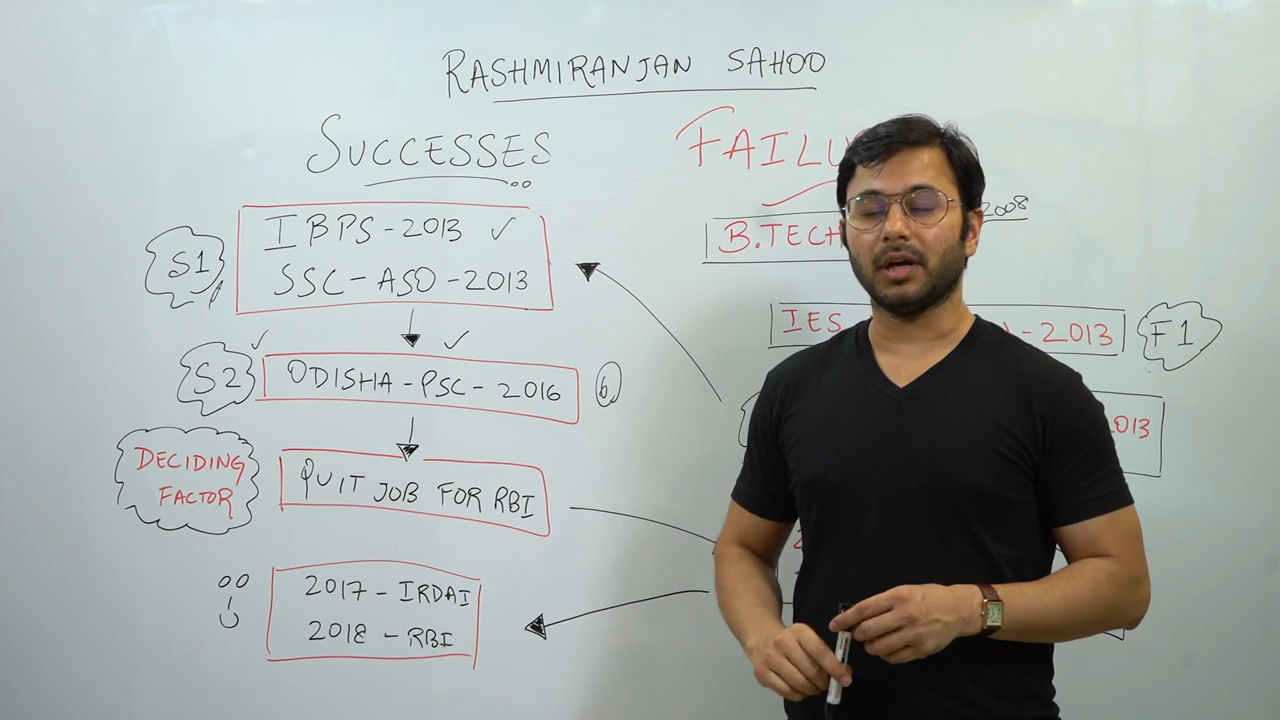 RASHMIRANJAN SAHOO
SUCCESSES
S1
IBPS-2013 ✓
SSC-ASO-2013
S2
ODISHA-PSC-2016
6
DECIDING
FACTOR
QUIT JOB FOR RBI
2017-IRDAI
2018-RBI
2008
B.TECH
IES
-2013
F1
2013